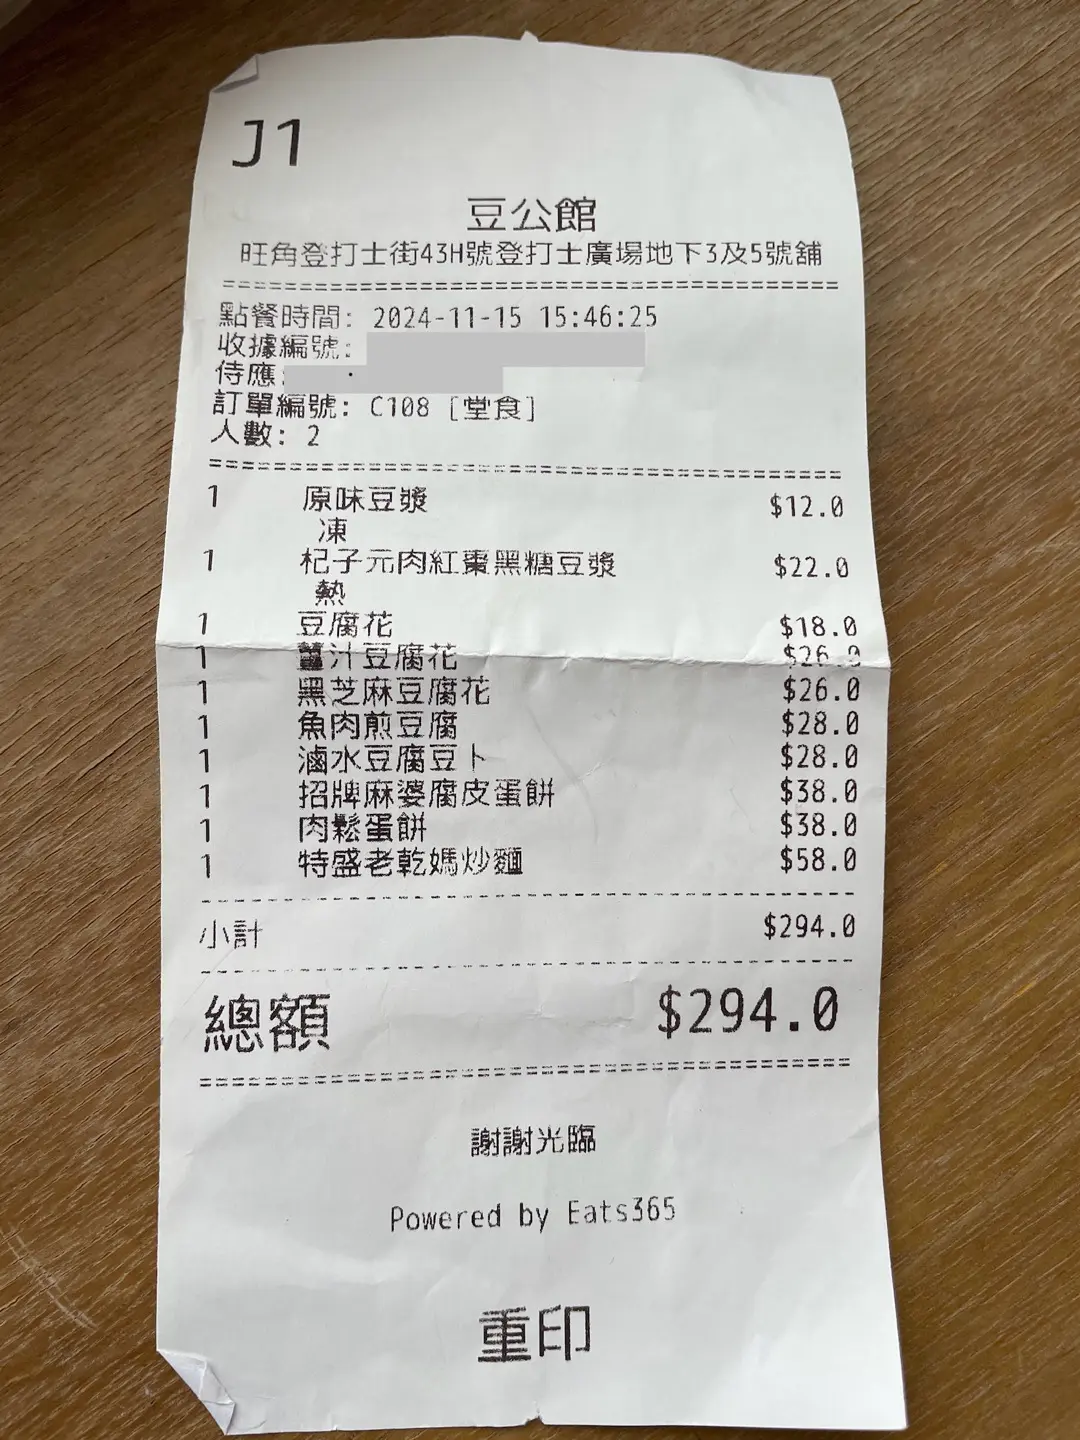 J1
豆公館
旺角登打士街43H號登打士廣場地下3及5號舖
點餐時間: 2024-11-15 15:46:25
收據編號:
侍應:
訂單編號: C108 [堂食]
人數: 2
1 原味豆漿 $12.0
凍
1 杞子元肉紅棗黑糖豆漿 $22.0
熱
1 豆腐花 $18.0
1 薑汁豆腐花 $26.0
1 黑芝麻豆腐花 $26.0
1 魚肉煎豆腐 $28.0
1 滷水豆腐豆卜 $28.0
1 招牌麻婆腐皮蛋餅 $38.0
1 肉鬆蛋餅 $38.0
1 特盛老乾媽炒麵 $58.0
小計 $294.0
總額 $294.0
謝謝光臨
Powered by Eats365
重印